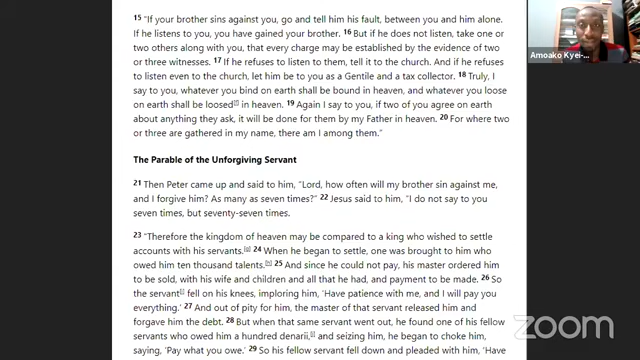 15 "If your brother sins against you, go and tell him his fault, between you and him alone.
If he listens to you, you have gained your brother. 16 But if he does not listen, take one or
two others along with you, that every charge may be established by the evidence of two
or three witnesses. 17 If he refuses to listen to them, tell it to the church. And if he refuses
to listen even to the church, let him be to you as a Gentile and a tax collector. 18 Truly, I
say to you, whatever you bind on earth shall be bound in heaven, and whatever you loose
on earth shall be loosed[f] in heaven. 19 Again I say to you, if two of you agree on earth
about anything they ask, it will be done for them by my Father in heaven. 20 For where two
or three are gathered in my name, there am I among them."
The Parable of the Unforgiving Servant
21 Then Peter came up and said to him, "Lord, how often will my brother sin against me,
and I forgive him? As many as seven times?" 22 Jesus said to him, "I do not say to you
seven times, but seventy-seven times.
23 "Therefore the kingdom of heaven may be compared to a king who wished to settle
accounts with his servants.[g] 24 When he began to settle, one was brought to him who
owed him ten thousand talents.[h] 25 And since he could not pay, his master ordered him
to be sold, with his wife and children and all that he had, and payment to be made. 26 So
the servant[i] fell on his knees, imploring him, 'Have patience with me, and I will pay you
everything.' 27 And out of pity for him, the master of that servant released him and
forgave him the debt. 28 But when that same servant went out, he found one of his fellow
servants who owed him a hundred denarii,[j] and seizing him, he began to choke him,
saying, 'Pay what you owe.' 29 So his fellow servant fell down and pleaded with him, 'Have
Amoako Kyei-...
zoom